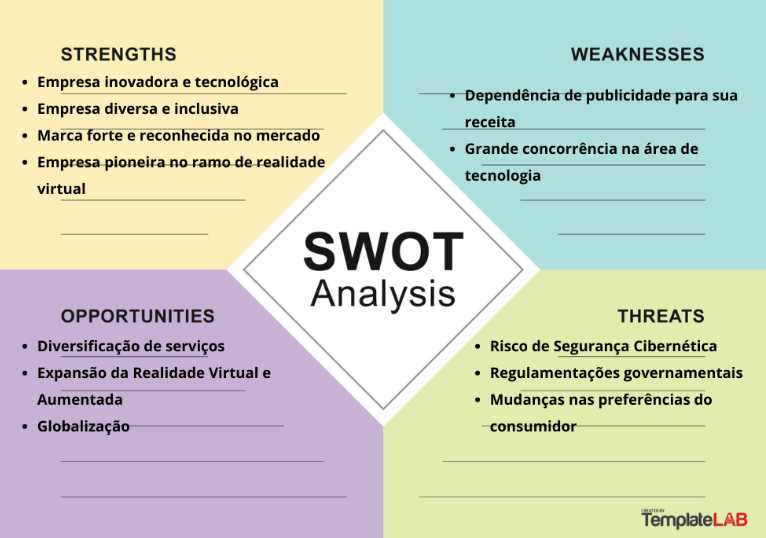 STRENGTHS
• Empresa inovadora e tecnológica
• Empresa diversa e inclusiva
• Marca forte e reconhecida no mercado
• Empresa pioneira no ramo de realidade
virtual
WEAKNESSES
• Dependência de publicidade para sua
receita
• Grande concorrência na área de
tecnologia
SWOT
Analysis
OPPORTUNITIES
• Diversificação de serviços
• Expansão da Realidade Virtual e
Aumentada
• Globalização
THREATS
• Risco de Segurança Cibernética
• Regulamentações governamentais
• Mudanças nas preferências do
consumidor
CREATED BY
TemplateLAB